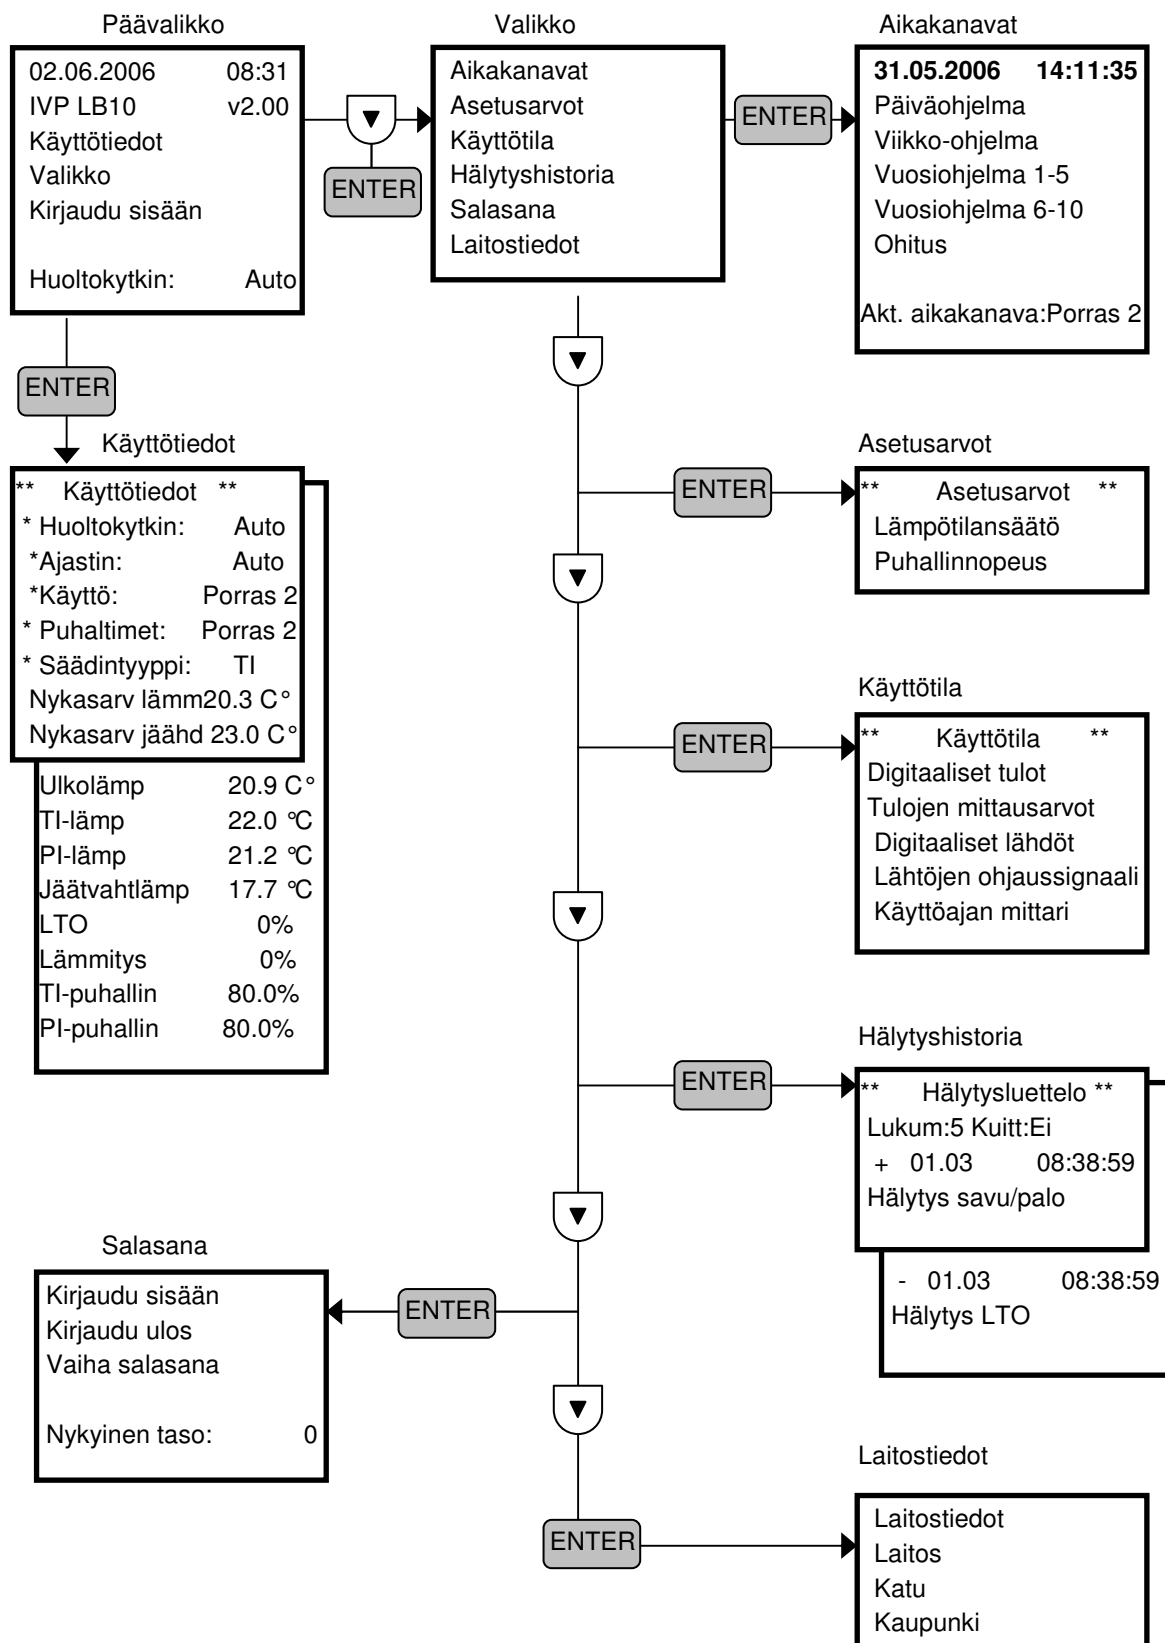 Päävalikko
02.06.2006 08:31
IVP LB10 v2.00
Käyttötiedot
Valikko
Kirjaudu sisään
Huoltokytkin: Auto
ENTER
Valikko
Aikakanavat
Asetusarvot
Käyttötila
Hälytyshistoria
Salasana
Laitostiedot
ENTER
Aikakanavat
31.05.2006 14:11:35
Päiväohjelma
Viikko-ohjelma
Vuosiohjelma 1-5
Vuosiohjelma 6-10
Ohitus
Akt. aikakanava:Porras 2
ENTER
Käyttötiedot
** Käyttötiedot **
* Huoltokytkin: Auto
*Ajastin: Auto
*Käyttö: Porras 2
* Puhaltimet: Porras 2
* Säädintyyppi: TI
Nykasarv lämm20.3 C°
Nykasarv jäähd 23.0 C°
Ulkolämp 20.9 C°
TI-lämp 22.0 °C
PI-lämp 21.2 °C
Jäätvahtlämp 17.7 °C
LTO 0%
Lämmitys 0%
TI-puhallin 80.0%
PI-puhallin 80.0%
ENTER
Asetusarvot
** Asetusarvot **
Lämpötilansäätö
Puhallinnopeus
ENTER
Käyttötila
** Käyttötila **
Digitaaliset tulot
Tulojen mittausarvot
Digitaaliset lähdöt
Lähtöjen ohjaussignaali
Käyttöajan mittari
ENTER
Hälytyshistoria
** Hälytysluettelo **
Lukum:5 Kuitt:Ei
+ 01.03 08:38:59
Hälytys savu/palo
- 01.03 08:38:59
Hälytys LTO
ENTER
Salasana
Kirjaudu sisään
Kirjaudu ulos
Vaiha salasana
Nykyinen taso: 0
ENTER
Laitostiedot
Laitostiedot
Laitos
Katu
Kaupunki